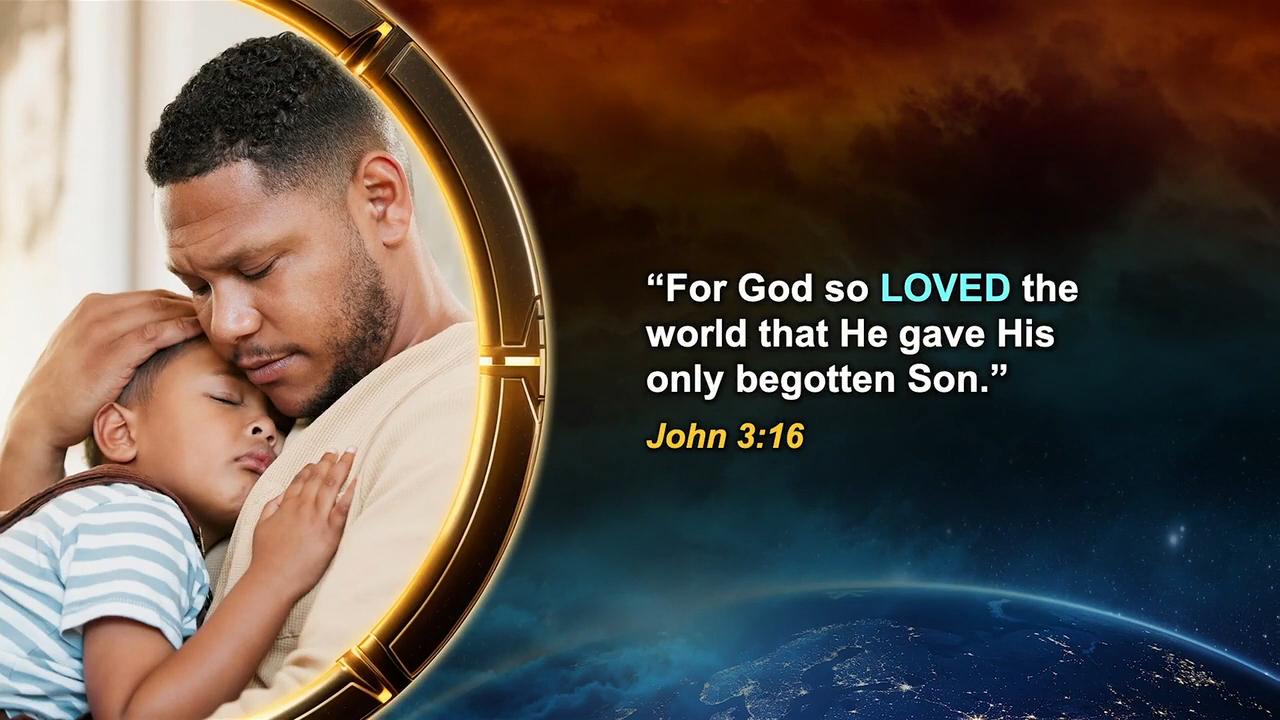 “For God so LOVED the
world that He gave His
only begotten Son.”
John 3:16